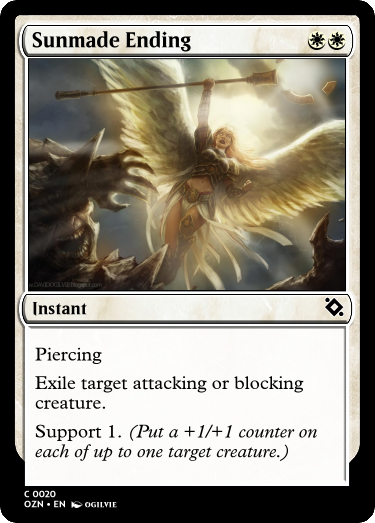 Sunmade Ending
Instant
Piercing
Exile target attacking or blocking
creature.
Support 1. (Put a +1/+1 counter on
each of up to one target creature.)
C 0020
OZN • EN OGILVIE